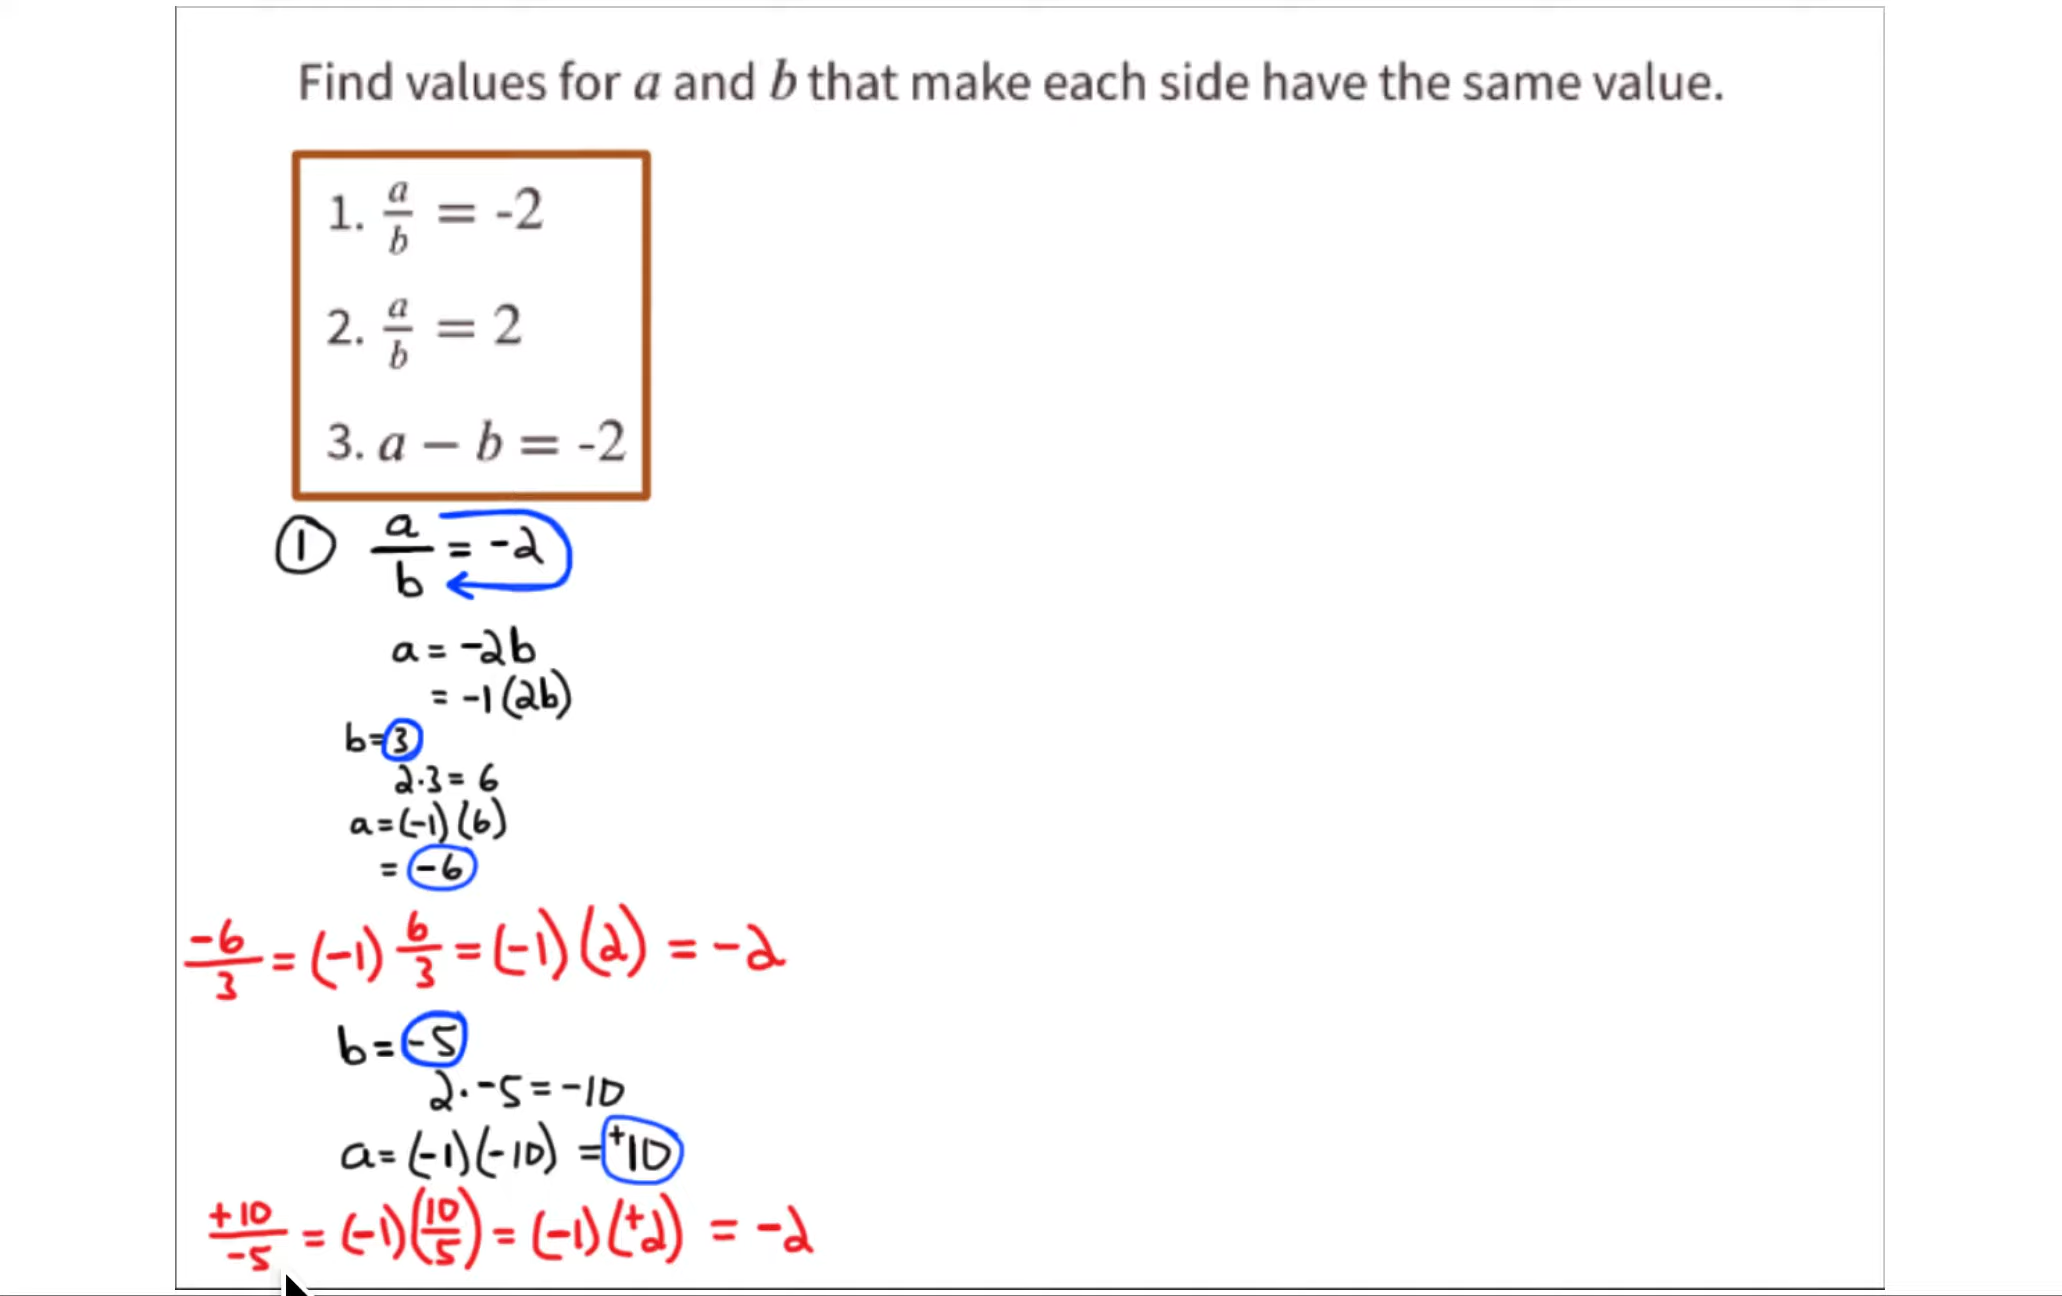 Find values for a and b that make each side have the same value.
1. a/b = -2
2. a/b = 2
3. a − b = -2
① a/b = -2
a = -2b
= -1(2b)
b=3
2·3= 6
a=(-1)(6)
= -6
-6/3 = (-1) 6/3 = (-1)(2) = -2
b= -5
2·-5=-10
a= (-1)(-10) = +10
+10/-5 = (-1)(10/5) = (-1)(+2) = -2